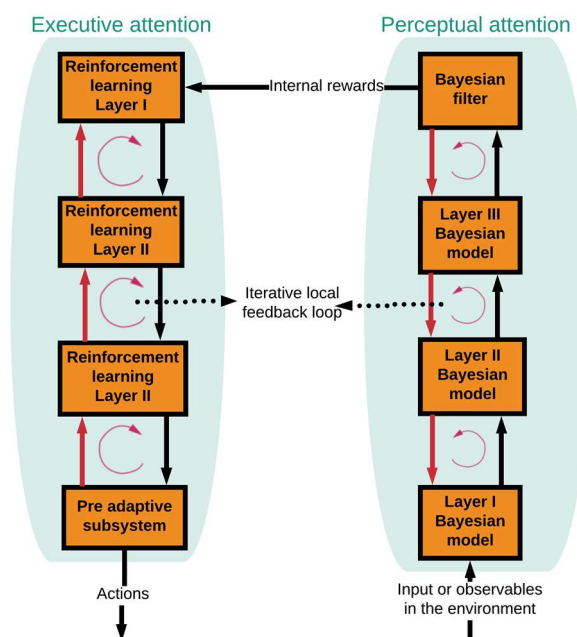 Executive attention
Perceptual attention
Reinforcement
learning
Layer I
Internal rewards
Bayesian
filter
Reinforcement
learning
Layer II
Layer III
Bayesian
model
Iterative local
feedback loop
Reinforcement
learning
Layer II
Layer II
Bayesian
model
Pre adaptive
subsystem
Layer I
Bayesian
model
Actions
Input or observables
in the environment